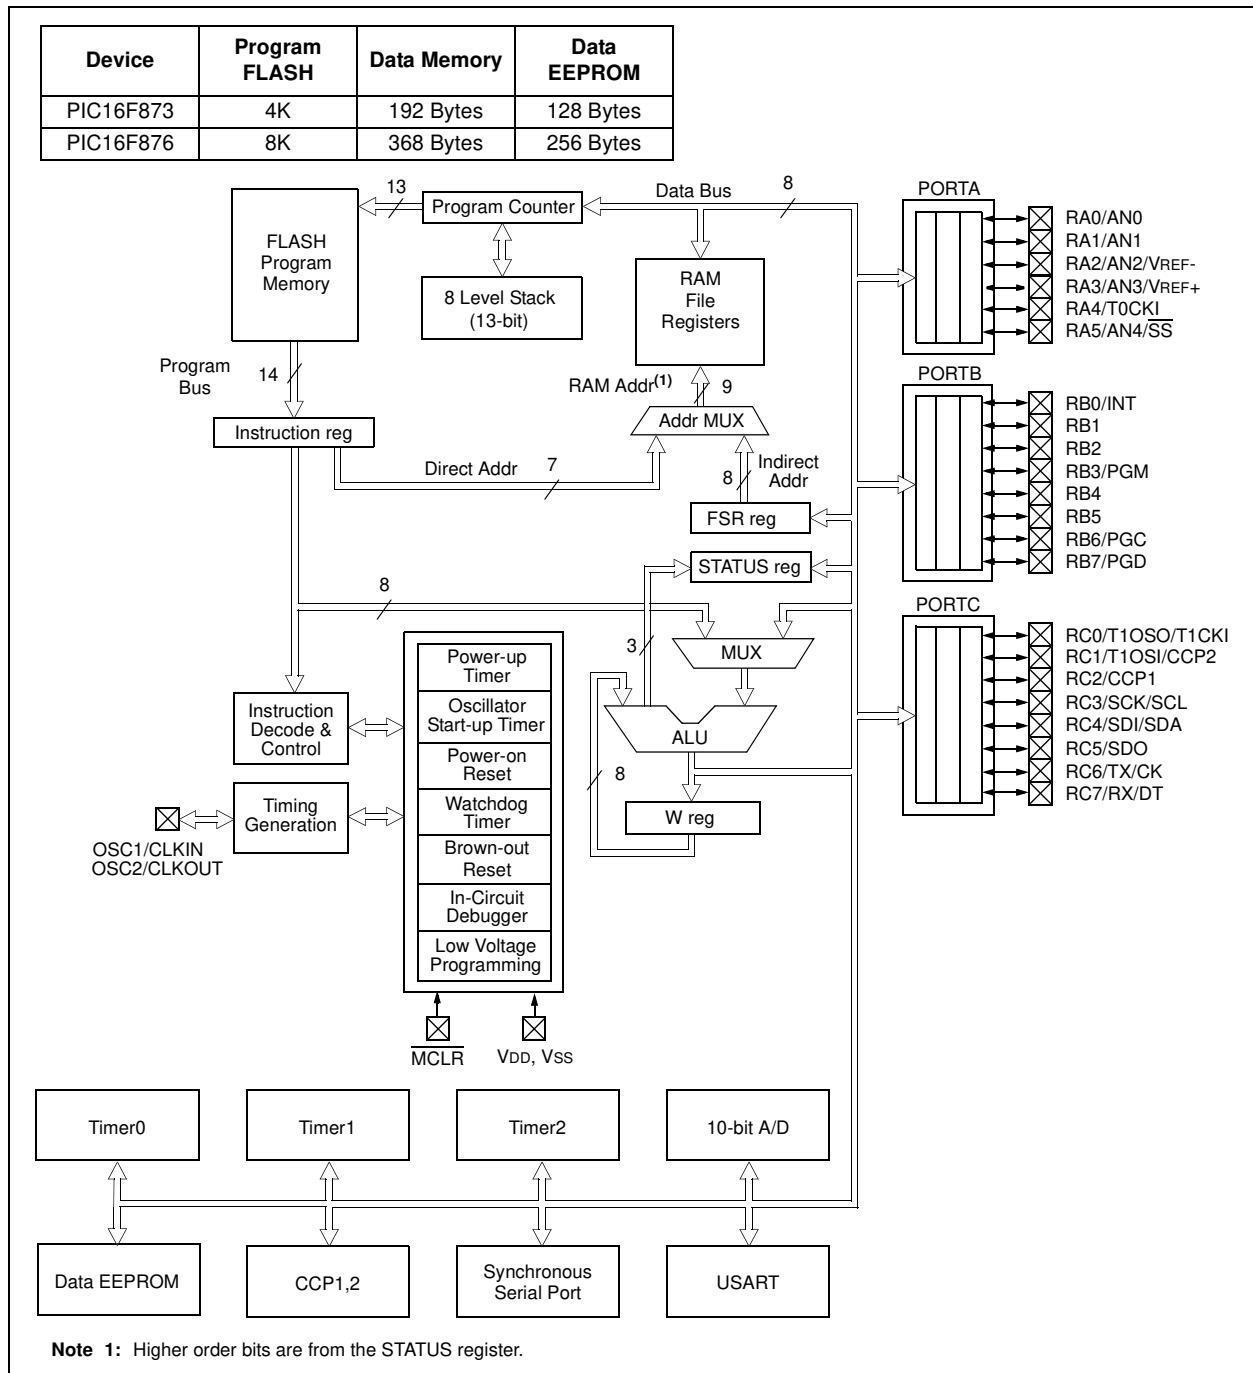 Device Program FLASH Data Memory Data EEPROM
PIC16F873 4K 192 Bytes 128 Bytes
PIC16F876 8K 368 Bytes 256 Bytes
FLASH
Program
Memory
13
Program Counter
8 Level Stack
(13-bit)
Data Bus
8
RAM
File
Registers
Program
Bus
14
RAM Addr(1)
9
Addr MUX
Instruction reg
Direct Addr
7
8
Indirect
Addr
FSR reg
STATUS reg
8
3
MUX
ALU
8
W reg
Power-up
Timer
Oscillator
Start-up Timer
Power-on
Reset
Watchdog
Timer
Brown-out
Reset
In-Circuit
Debugger
Low Voltage
Programming
Instruction
Decode &
Control
Timing
Generation
OSC1/CLKIN
OSC2/CLKOUT
MCLR
VDD, VSS
PORTA
RA0/AN0
RA1/AN1
RA2/AN2/VREF-
RA3/AN3/VREF+
RA4/T0CKI
RA5/AN4/SS
PORTB
RB0/INT
RB1
RB2
RB3/PGM
RB4
RB5
RB6/PGC
RB7/PGD
PORTC
RC0/T1OSO/T1CKI
RC1/T1OSI/CCP2
RC2/CCP1
RC3/SCK/SCL
RC4/SDI/SDA
RC5/SDO
RC6/TX/CK
RC7/RX/DT
Timer0
Timer1
Timer2
10-bit A/D
Data EEPROM
CCP1,2
Synchronous
Serial Port
USART
Note 1: Higher order bits are from the STATUS register.